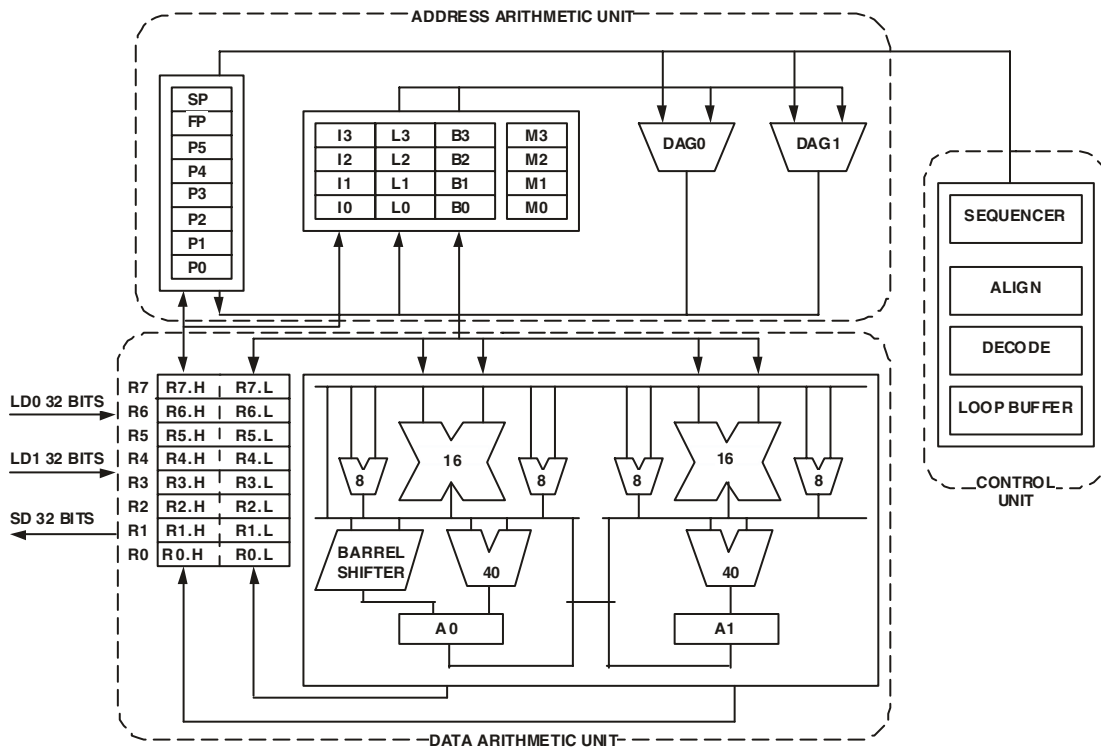 ADDRESS ARITHMETIC UNIT
SP
FP
P5
P4
P3
P2
P1
P0
I3 L3 B3 M3
I2 L2 B2 M2
I1 L1 B1 M1
I0 L0 B0 M0
DAG0
DAG1
SEQUENCER
ALIGN
DECODE
LOOP BUFFER
CONTROL
UNIT
LD0 32 BITS
LD1 32 BITS
SD 32 BITS
R7 R7.H R7.L
R6 R6.H R6.L
R5 R5.H R5.L
R4 R4.H R4.L
R3 R3.H R3.L
R2 R2.H R2.L
R1 R1.H R1.L
R0 R0.H R0.L
8
16
8
8
16
8
BARREL
SHIFTER
40
40
A0
A1
DATA ARITHMETIC UNIT